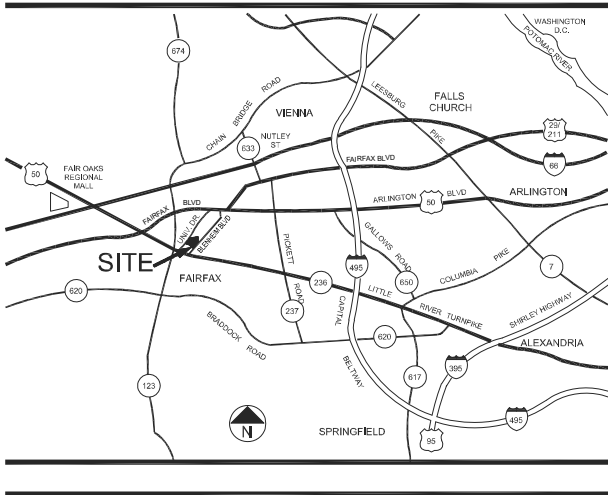 WASHINGTON
D.C.
POTOMAC RIVER
674
CHAIN BRIDGE ROAD
VIENNA
LEESBURG PIKE
FALLS
CHURCH
29/
211
NUTLEY
ST
633
FAIRFAX BLVD
66
50
FAIR OAKS
REGIONAL
MALL
FAIRFAX BLVD
UNIV. DR.
BLENHEIM BLVD
ARLINGTON BLVD
50
ARLINGTON
SITE
FAIRFAX
PICKETT ROAD
GALLOWS ROAD
495
650
COLUMBIA PIKE
7
620
236
LITTLE RIVER TURNPIKE
237
CAPITAL BELTWAY
620
SHIRLEY HIGHWAY
BRADDOCK ROAD
ALEXANDRIA
123
617
395
N
SPRINGFIELD
95
495